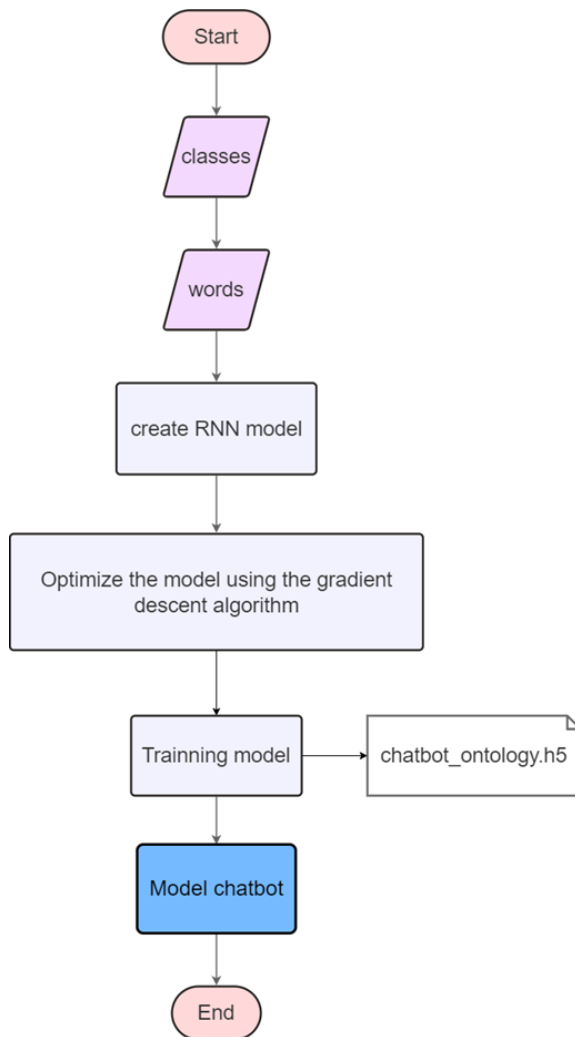 Start
classes
words
create RNN model
Optimize the model using the gradient
descent algorithm
Trainning model
chatbot_ontology.h5
Model chatbot
End